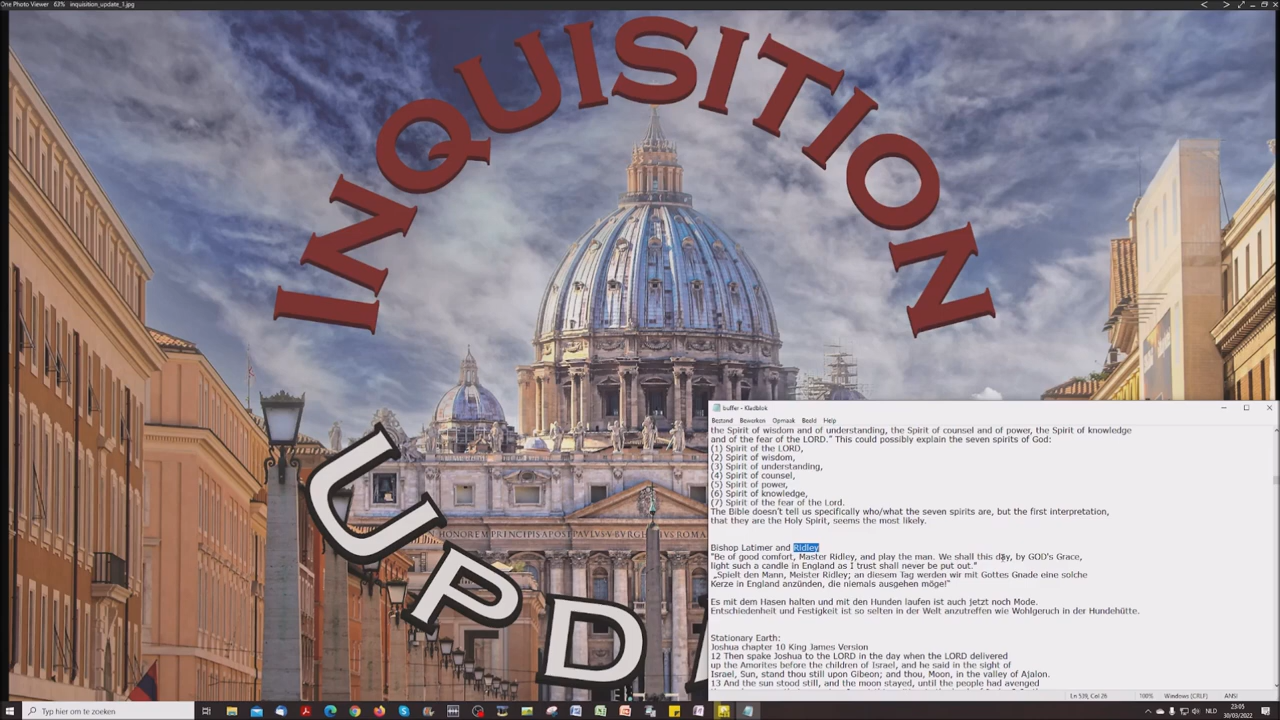 One Photo Viewer 63% inquisition_update_1.jpg
INQUISITION
UPD
HONOREM PRINCIPIS APOST PAVLVS V BVRGHESIVS ROMA
buffer - Kladblok
Bestand Bewerken Opmaak Beeld Help
the Spirit of wisdom and of understanding, the Spirit of counsel and of power, the Spirit of knowledge
and of the fear of the LORD.” This could possibly explain the seven spirits of God:
(1) Spirit of the LORD,
(2) Spirit of wisdom,
(3) Spirit of understanding,
(4) Spirit of counsel,
(5) Spirit of power,
(6) Spirit of knowledge,
(7) Spirit of the fear of the Lord.
The Bible doesn’t tell us specifically who/what the seven spirits are, but the first interpretation,
that they are the Holy Spirit, seems the most likely.
Bishop Latimer and Ridley
"Be of good comfort, Master Ridley, and play the man. We shall this day, by GOD's Grace,
light such a candle in England as I trust shall never be put out."
„Spielt den Mann, Meister Ridley; an diesem Tag werden wir mit Gottes Gnade eine solche
Kerze in England anzünden, die niemals ausgehen möge!"
Es mit dem Hasen halten und mit den Hunden laufen ist auch jetzt noch Mode.
Entschiedenheit und Festigkeit ist so selten in der Welt anzutreffen wie Wohlgeruch in der Hundehütte.
Stationary Earth:
Joshua chapter 10 King James Version
12 Then spake Joshua to the LORD in the day when the LORD delivered
up the Amorites before the children of Israel, and he said in the sight of
Israel, Sun, stand thou still upon Gibeon; and thou, Moon, in the valley of Ajalon.
13 And the sun stood still, and the moon stayed, until the people had avenged
Ln 539, Col 26 100% Windows (CRLF) ANSI
Typ hier om te zoeken
NLD
23:05
30/03/2022